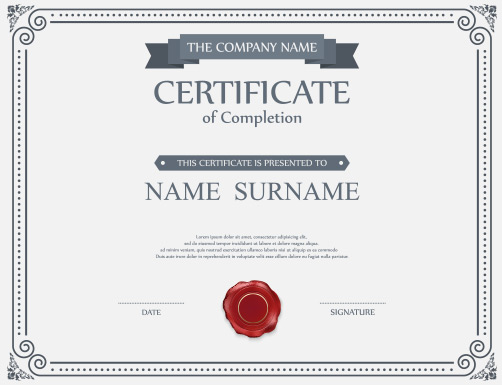 THE COMPANY NAME
CERTIFICATE
of Completion
THIS CERTIFICATE IS PRESENTED TO
NAME SURNAME
Lorem ipsum dolor sit amet, consectetur adipisicing elit,
sed do eiusmod tempor incididunt ut labore et dolore magna aliqua.
ad minim veniam, quis nostrud exercitation ullamco laboris nisi ut aliquip ex ea commodo
Duis aute irure dolor in reprehenderit in voluptate velit esse cillum dolore eu fugiat nulla pariatur.
DATE
SIGNATURE